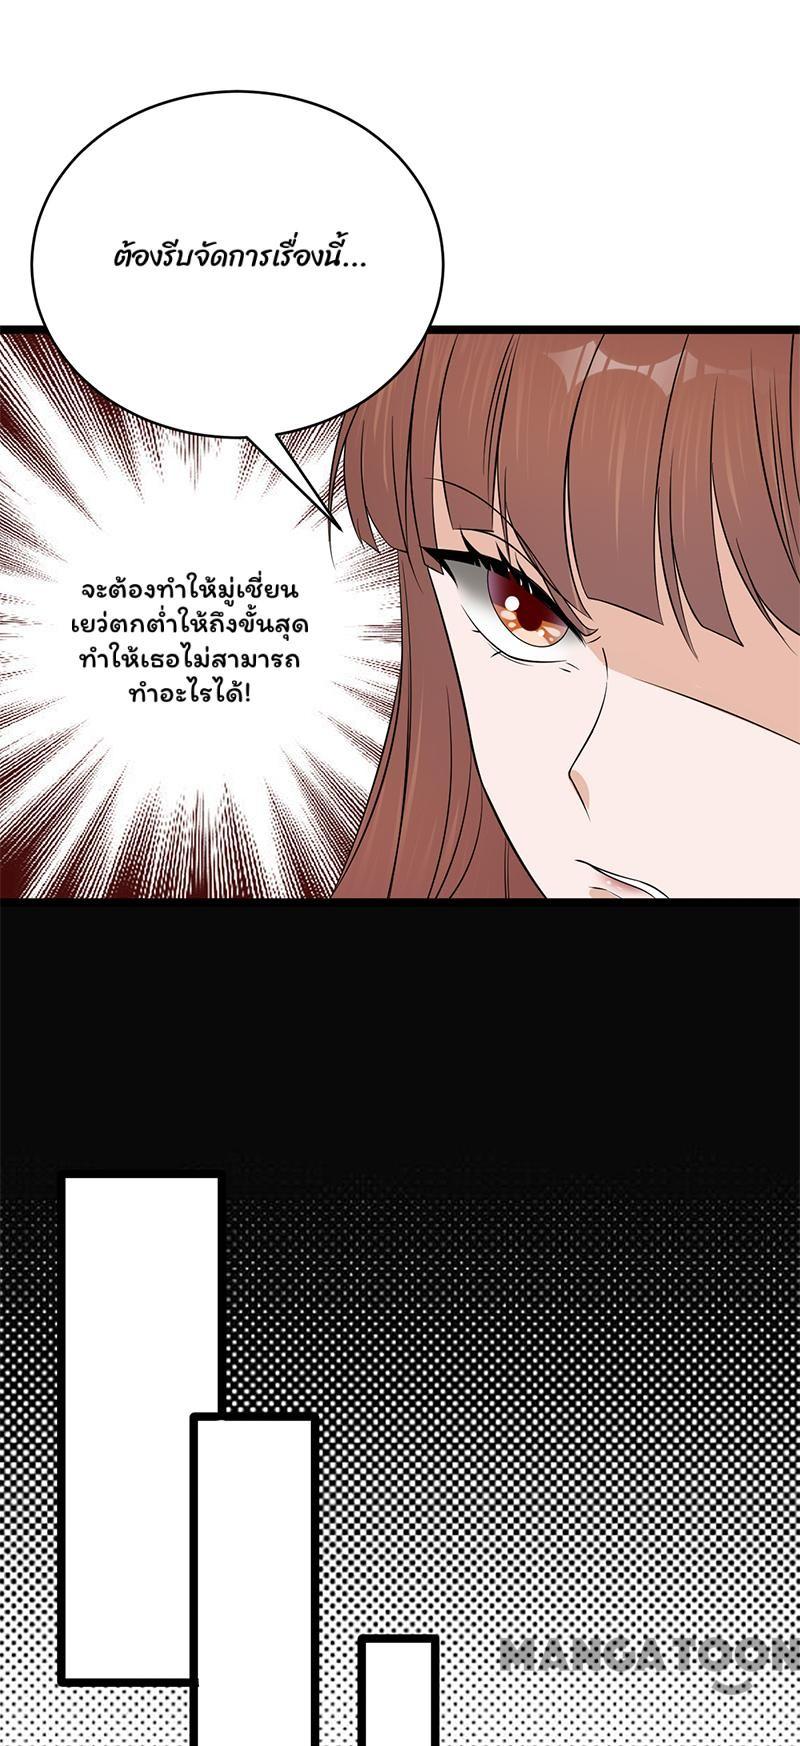 ต้องรีบจัดการเรื่องนี้...
จะต้องทำให้มู่เชี่ยน
เยว่ตกต่ำให้ถึงขั้นสุด
ทำให้เธอไม่สามารถ
ทำอะไรได้!
MANGA TOON